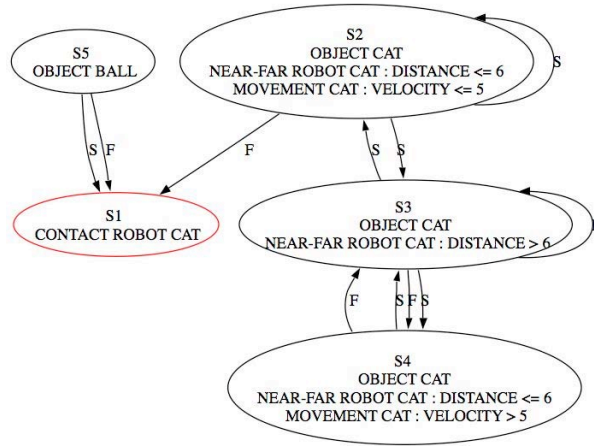 S5
OBJECT BALL
S2
OBJECT CAT
NEAR-FAR ROBOT CAT : DISTANCE <= 6
MOVEMENT CAT : VELOCITY <= 5
S
S
F
F
S
S
S1
CONTACT ROBOT CAT
S3
OBJECT CAT
NEAR-FAR ROBOT CAT : DISTANCE > 6
F
S
F
S
S4
OBJECT CAT
NEAR-FAR ROBOT CAT : DISTANCE <= 6
MOVEMENT CAT : VELOCITY > 5